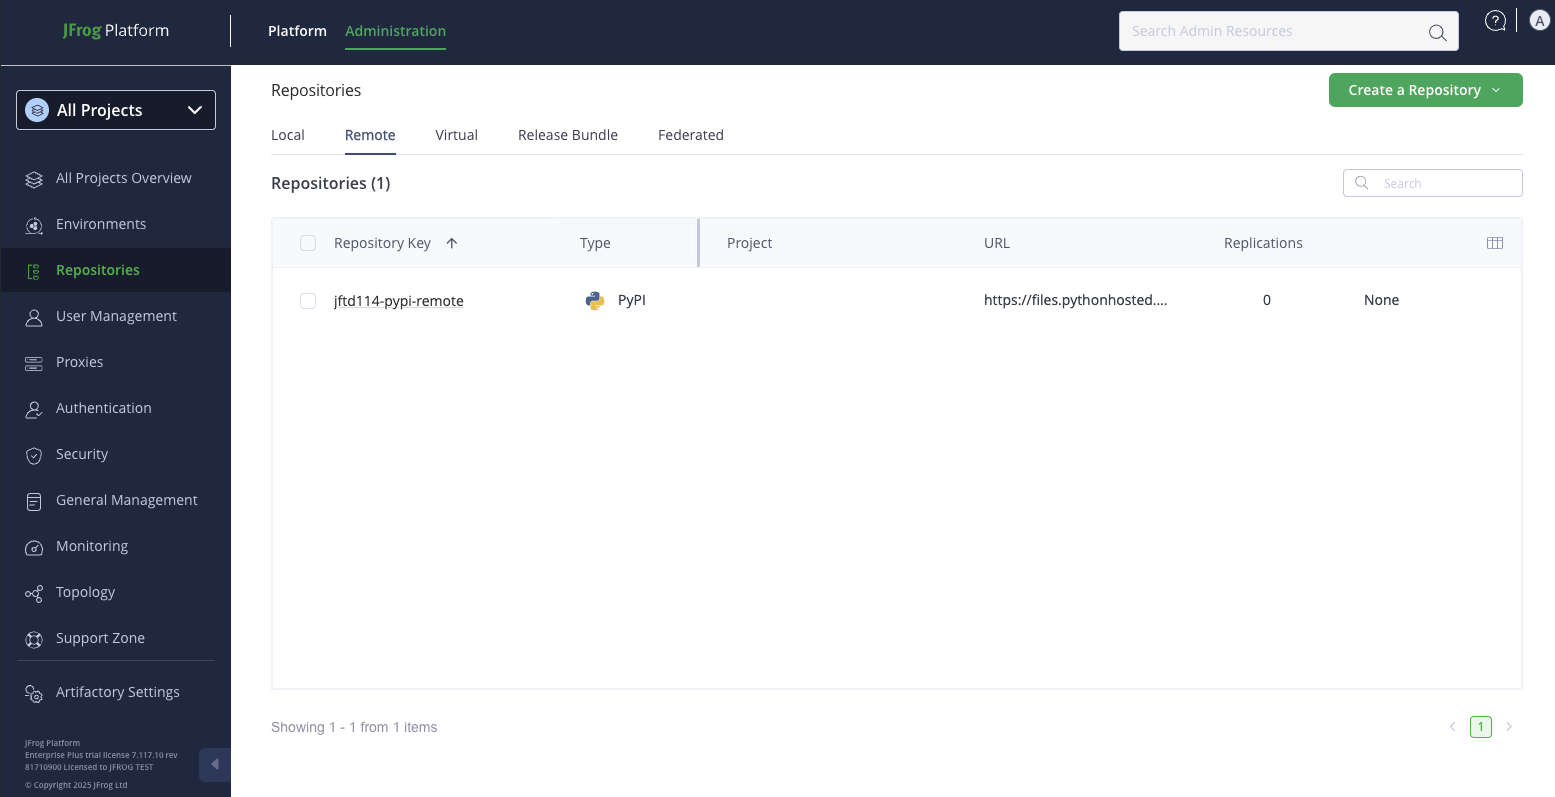 JFrog Platform
Platform Administration
Search Admin Resources
?
A
All Projects
All Projects Overview
Environments
Repositories
User Management
Proxies
Authentication
Security
General Management
Monitoring
Topology
Support Zone
Artifactory Settings
JFrog Platform
Enterprise Plus trial license 7.117.10 rev
81710900 Licensed to JFROG TEST
© Copyright 2025 JFrog Ltd
Repositories
Create a Repository
Local Remote Virtual Release Bundle Federated
Repositories (1)
Search
Repository Key Type Project URL Replications
jftd114-pypi-remote PyPI https://files.pythonhosted.... 0 None
Showing 1 - 1 from 1 items
1